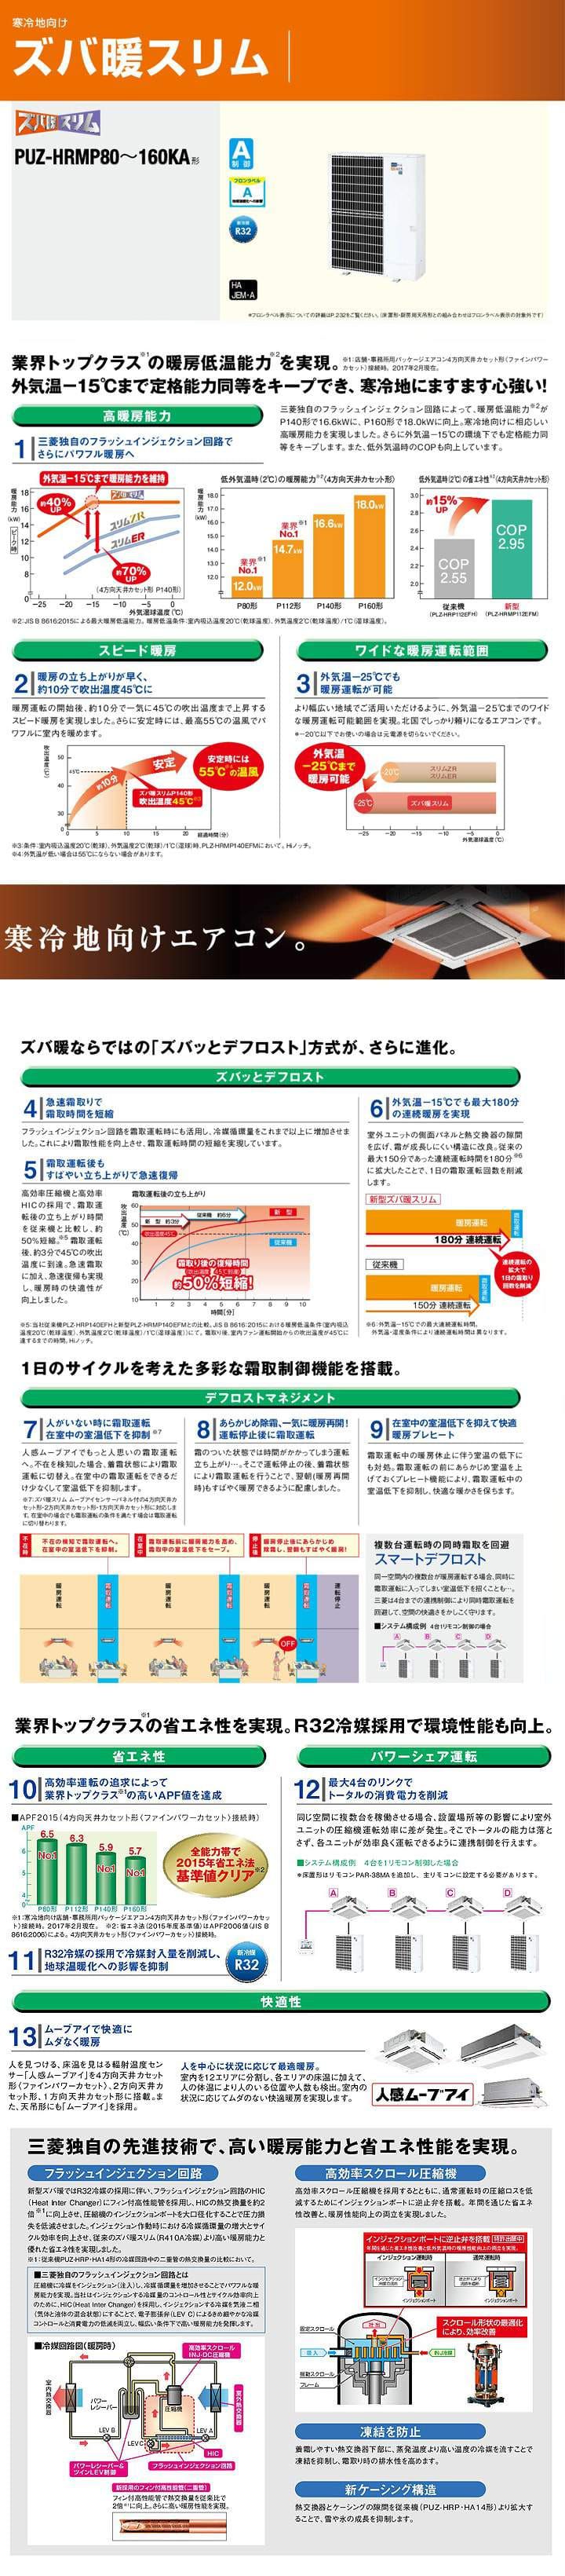 寒冷地向け
ズバ暖スリム
ズバ暖スリム
PUZ-HRMP80～160KA形
A
制御
フロンラベル
A
新冷媒
R32
HA
JEM-A
※フロンラベル表示についての詳細はP.232をご覧ください。
業界トップクラス※1の暖房低温能力※2を実現。
※1:店舗・事務所用パッケージエアコン4方向天井カセット形〈ファインパワーカセット〉接続時。2017年2月現在。
外気温−15℃まで定格能力同等をキープでき、寒冷地にますます心強い!
高暖房能力
1 三菱独自のフラッシュインジェクション回路で
さらにパワフル暖房へ
三菱独自のフラッシュインジェクション回路によって、暖房低温能力※2が
P140形で16.6kWに、P160形で18.0kWに向上。寒冷地向けに相応しい
高暖房能力を実現しました。さらに外気温−15℃の環境下でも定格能力同
等をキープします。また、低外気温時のCOPも向上しています。
外気温−15℃まで暖房能力を維持
暖房能力
(kW)
ピーク時
18
16
14
12
10
8
0
約40%
UP
ズバ暖スリム
スリムZR
スリムER
約70%
UP
(4方向天井カセット形 P140形)
−25 −20 −15 −10 −5 0
外気湿球温度(℃)
低外気温時(2℃)の暖房能力※2(4方向天井カセット形)
暖房能力
(kW)
18.0
17.0
16.0
15.0
14.0
13.0
12.0
業界※1
No.1
12.0kW
14.7kW
業界※1
No.1
16.6kW
18.0kW
P80形 P112形 P140形 P160形
低外気温時(2℃)の省エネ性※2(4方向天井カセット形)
3.0
2.8
2.6
2.4
2.2
2.0
約15%
UP
COP
2.55
COP
2.95
従来機
(PLZ-HRP112EFH)
新型
(PLZ-HRMP112EFM)
※2:JIS B 8616:2015による最大暖房低温能力。暖房低温条件:室内吸込温度20℃(乾球温度)、外気温度2℃(乾球温度)/1℃(湿球温度)。
スピード暖房
2 暖房の立ち上がりが早く、
約10分で吹出温度45℃に
暖房運転の開始後、約10分で一気に45℃の吹出温度まで上昇する
スピード暖房を実現しました。さらに安定時には、最高55℃の温風でパ
ワフルに室内を暖めます。
吹出温度(℃)
50
45℃
40
30
0
約10分
安定
安定時には
55℃※4の温風
ズバ暖スリムP140形
吹出温度45℃※3
0 5 10 15 20 経過時間(分)
※3:条件:室内吸込温度20℃(乾球)、外気温度2℃(乾球)/1℃(湿球)時、PLZ-HRMP140EFMにおいて。Hiノッチ。
※4:外気温が低い場合は55℃にならない場合があります。
ワイドな暖房運転範囲
3 外気温−25℃でも
暖房運転が可能
より幅広い地域でご活用いただけるように、外気温−25℃までのワイド
な暖房運転可能範囲を実現。北国でしっかり頼りになるエアコンです。
※−20℃以下でお使いの場合は元電源を切らないでください。
外気温
−25℃まで
暖房可能
−20℃
スリムZR
スリムER
−25℃
ズバ暖スリム
−25 −20 −15 −10 −5 0
外気湿球温度(℃)
寒冷地向けエアコン。
ズバ暖ならではの「ズバッとデフロスト」方式が、さらに進化。
ズバッとデフロスト
4 急速霜取りで
霜取時間を短縮
フラッシュインジェクション回路を霜取運転時にも活用し、冷媒循環量をこれまで以上に増加させま
した。これにより霜取性能を向上させ、霜取運転時間の短縮を実現しています。
5 霜取運転後も
すばやい立ち上がりで急速復帰
高効率圧縮機と高効率
HICの採用で、霜取運
転後の立ち上がり時間
を従来機と比較し、約
50%短縮。※5 霜取運転
後、約3分で45℃の吹出
温度に到達。急速霜取
に加え、急速復帰も実現
し、暖房時の快適性が
向上しました。
霜取運転後の立ち上がり
吹出温度
(℃)
60
50
40
30
20
10
新型 約3分
従来機 約6分
吹出温度45℃
新型
従来機
霜取り後の復帰時間
約50%短縮!
1 2 3 4 5 6 7 8 9 10
時間[分]
※5:当社従来機PLZ-HRP140EFHと新型PLZ-HRMP140EFMとの比較。JIS B 8616:2015における暖房低温条件(室内吸込
温度20℃(乾球温度)、外気温度2℃(乾球温度)/1℃(湿球温度))にて。霜取り後、室内ファン運転開始からの吹出温度が45℃に
達するまでの時間。Hiノッチ。
6 外気温−15℃でも最大180分
の連続暖房を実現
室外ユニットの側面パネルと熱交換器の隙間
を広げ、霜が成長しにくい構造に改良。従来の
最大150分であった連続運転時間を180分※6
に拡大したことで、1日の霜取運転回数を削減
します。
新型ズバ暖スリム
暖房運転
霜取運転
180分 連続運転
従来機
暖房運転
霜取運転
150分 連続運転
連続運転の
拡大で
1日の霜取り
回数を削減
※6:外気温−15℃での最大連続運転時間。
外気温・湿度条件により連続運転時間は異なります。
1日のサイクルを考えた多彩な霜取制御機能を搭載。
デフロストマネジメント
7 人がいない時に霜取運転
在室中の室温低下を抑制※7
人感ムーブアイでもっと人思いの霜取運転
へ。不在を検知した場合、着霜状態により霜取
運転に切替え。在室中の霜取運転をできるだ
け少なくして室温低下を抑制します。
※7:ズバ暖スリム ムーブアイセンサーパネル付の4方向天井カ
セット形・2方向天井カセット形・1方向天井カセット形に対応しま
す。在室中の場合でも霜取運転の条件を満たす場合は霜取運転
に切り替わります。
8 あらかじめ除霜、一気に暖房再開!
運転停止後に霜取運転
霜のついた状態では時間がかかってしまう運転
立ち上がり…。そこで運転停止の後、着霜状態
により霜取運転を行うことで、翌朝(暖房再開
時)もすばやく暖房できるように配慮しました。
9 在室中の室温低下を抑えて快適
暖房プレヒート
霜取運転中の暖房休止に伴う室温の低下に
も対処。霜取運転の前にあらかじめ室温を上
げておくプレヒート機能により、霜取運転中の
室温低下を抑制し、快適な暖かさを保ちます。
不在時
不在の検知で霜取運転へ。
在室中の室温低下を抑制。
在室中
霜取運転前に暖房能力を高め、
霜取中の室温低下をセーブ。
停止後
暖房停止後にあらかじめ
除霜し、翌朝もすばやく暖房!
暖房運転
霜取運転
暖房運転
霜取運転
暖房運転
霜取運転
運転停止
OFF
複数台運転時の同時霜取を回避
スマートデフロスト
同一空間内の複数台が暖房運転する場合、同時に
霜取運転に入ってしまい室温低下を招くことも…。
三菱は4台までの連携制御により同時霜取運転を
回避して、空間の快適さをかしこく守ります。
■システム構成例 4台1リモコン制御の場合
A B C D
業界トップクラス※1の省エネ性を実現。R32冷媒採用で環境性能も向上。
省エネ性
10 高効率運転の追求によって
業界トップクラス※1の高いAPF値を達成
■APF2015(4方向天井カセット形〈ファインパワーカセット〉接続時)
APF
6
5
4
0
6.5
6.3
5.9
5.7
No.1
No.1
No.1
P80形 P112形 P140形 P160形
全能力帯で
2015年省エネ法
基準値クリア※2
※1:寒冷地向け店舗・事務所用パッケージエアコン4方向天井カセット形〈ファインパワーカセッ
ト〉接続時。2017年2月現在。 ※2:省エネ法(2015年度基準値)はAPF2006値(JIS B
8616:2006)による。4方向天井カセット形〈ファインパワーカセット〉接続時。
11 R32冷媒の採用で冷媒封入量を削減し、
地球温暖化への影響を抑制
新冷媒
R32
パワーシェア運転
12 最大4台のリンクで
トータルの消費電力を削減
同じ空間に複数台を稼働させる場合、設置場所等の影響により室外
ユニットの圧縮機運転効率に差が発生。そこでトータルの能力は落と
さず、各ユニットが効率良く運転できるように連携制御を行えます。
■システム構成例 4台を1リモコン制御した場合
※床置形はリモコンPAR-38MAを追加し、主リモコンに設定する必要があります。
A B C D
快適性
13 ムーブアイで快適に
ムダなく暖房
人を見つける、床温を見る輻射温度セン
サー「人感ムーブアイ」を4方向天井カセット
形〈ファインパワーカセット〉、2方向天井カ
セット形、1方向天井カセット形に搭載。ま
た、天吊形にも「ムーブアイ」を採用。
人を中心に状況に応じて最適暖房。
室内を12エリアに分割し、各エリアの床温に加えて、
人の体温により人のいる位置や人数も検出。室内の
状況に応じてムダのない快適暖房を実現します。
人感ムーブアイ
三菱独自の先進技術で、高い暖房能力と省エネ性能を実現。
フラッシュインジェクション回路
新型ズバ暖ではR32冷媒の採用に伴い、フラッシュインジェクション回路のHIC
(Heat Inter Changer)にフィン付高性能管を採用し、HICの熱交換量を約2
倍※1に向上させ、圧縮機のインジェクションポートを大口径化することで圧力損
失を低減させました。インジェクション作動時における冷媒循環量の増大とサイ
クル効率を向上させ、従来のズバ暖スリム(R410A冷媒)より高い暖房能力と
優れた省エネ性を実現しました。
※1:従来機PUZ-HRP・HA14形の冷媒回路中の二重管の熱交換量の比較において。
■三菱独自のフラッシュインジェクション回路とは
圧縮機に冷媒をインジェクション(注入)し、冷媒循環量を増加させることでパワフルな暖
房能力を実現。当社はインジェクションする冷媒量のコントロール性とサイクル効率向上
のために、HIC(Heat Inter Changer)を採用し、インジェクションする冷媒を気液二相
(気体と液体の混合状態)にすることで、電子膨張弁(LEV C)によるきめ細やかな冷媒
コントロールと消費電力の低減を両立し、幅広い条件下で高い暖房能力を発揮します。
■冷媒回路図(暖房時)
高効率スクロール
INJ-DC圧縮機
室内熱交換器
パワー
レシーバー
圧縮機
室外熱交換器
LEV B
LEV A
LEV C
HIC
パワーレシーバー&
ツインLEV制御
フラッシュインジェクション回路
新採用のフィン付高性能管(二重管)
フィン付高性能管で熱交換量を従来比で
2倍※1に向上。さらに高い暖房性能を実現。
高効率スクロール圧縮機
高効率スクロール圧縮機を採用するとともに、通常運転時の圧縮ロスを低
減するためにインジェクションポートに逆止弁を搭載。年間を通じた省エネ
性改善と、暖房性能向上の両立を実現しました。
インジェクションポートに逆止弁を搭載 特許出願中
インジェクション運転時
通常運転時
インジェクションポート
インジェクションポート
固定スクロール
吐出
吸入
INJ冷媒
揺動スクロール
フレーム
スクロール形状の最適化
により、効率改善
凍結を防止
着霜しやすい熱交換器下部に、蒸発温度より高い温度の冷媒を流すことで
凍結を抑制し、霜取り時の排水性を高めます。
新ケーシング構造
熱交換器とケーシングの隙間を従来機(PUZ-HRP・HA14形)より拡大す
ることで、雪や氷の成長を抑制します。